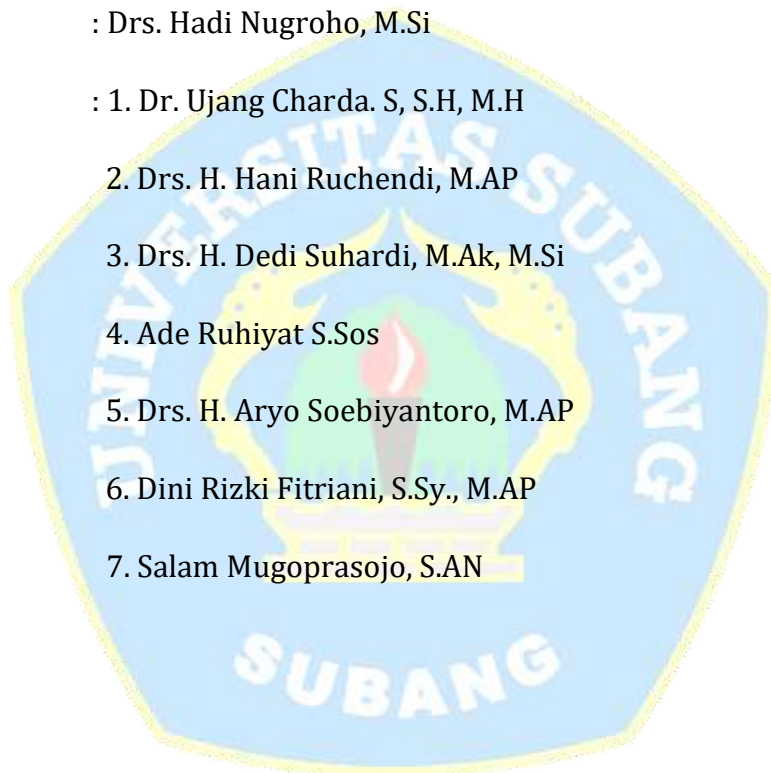 : Drs. Hadi Nugroho, M.Si
: 1. Dr. Ujang Charda. S, S.H, M.H
2. Drs. H. Hani Ruchendi, M.AP
3. Drs. H. Dedi Suhardi, M.Ak, M.Si
4. Ade Ruhiyat S.Sos
5. Drs. H. Aryo Soebiyantoro, M.AP
6. Dini Rizki Fitriani, S.Sy., M.AP
7. Salam Mugoprasojo, S.AN
UNIVERSITAS SUBANG
SUBANG